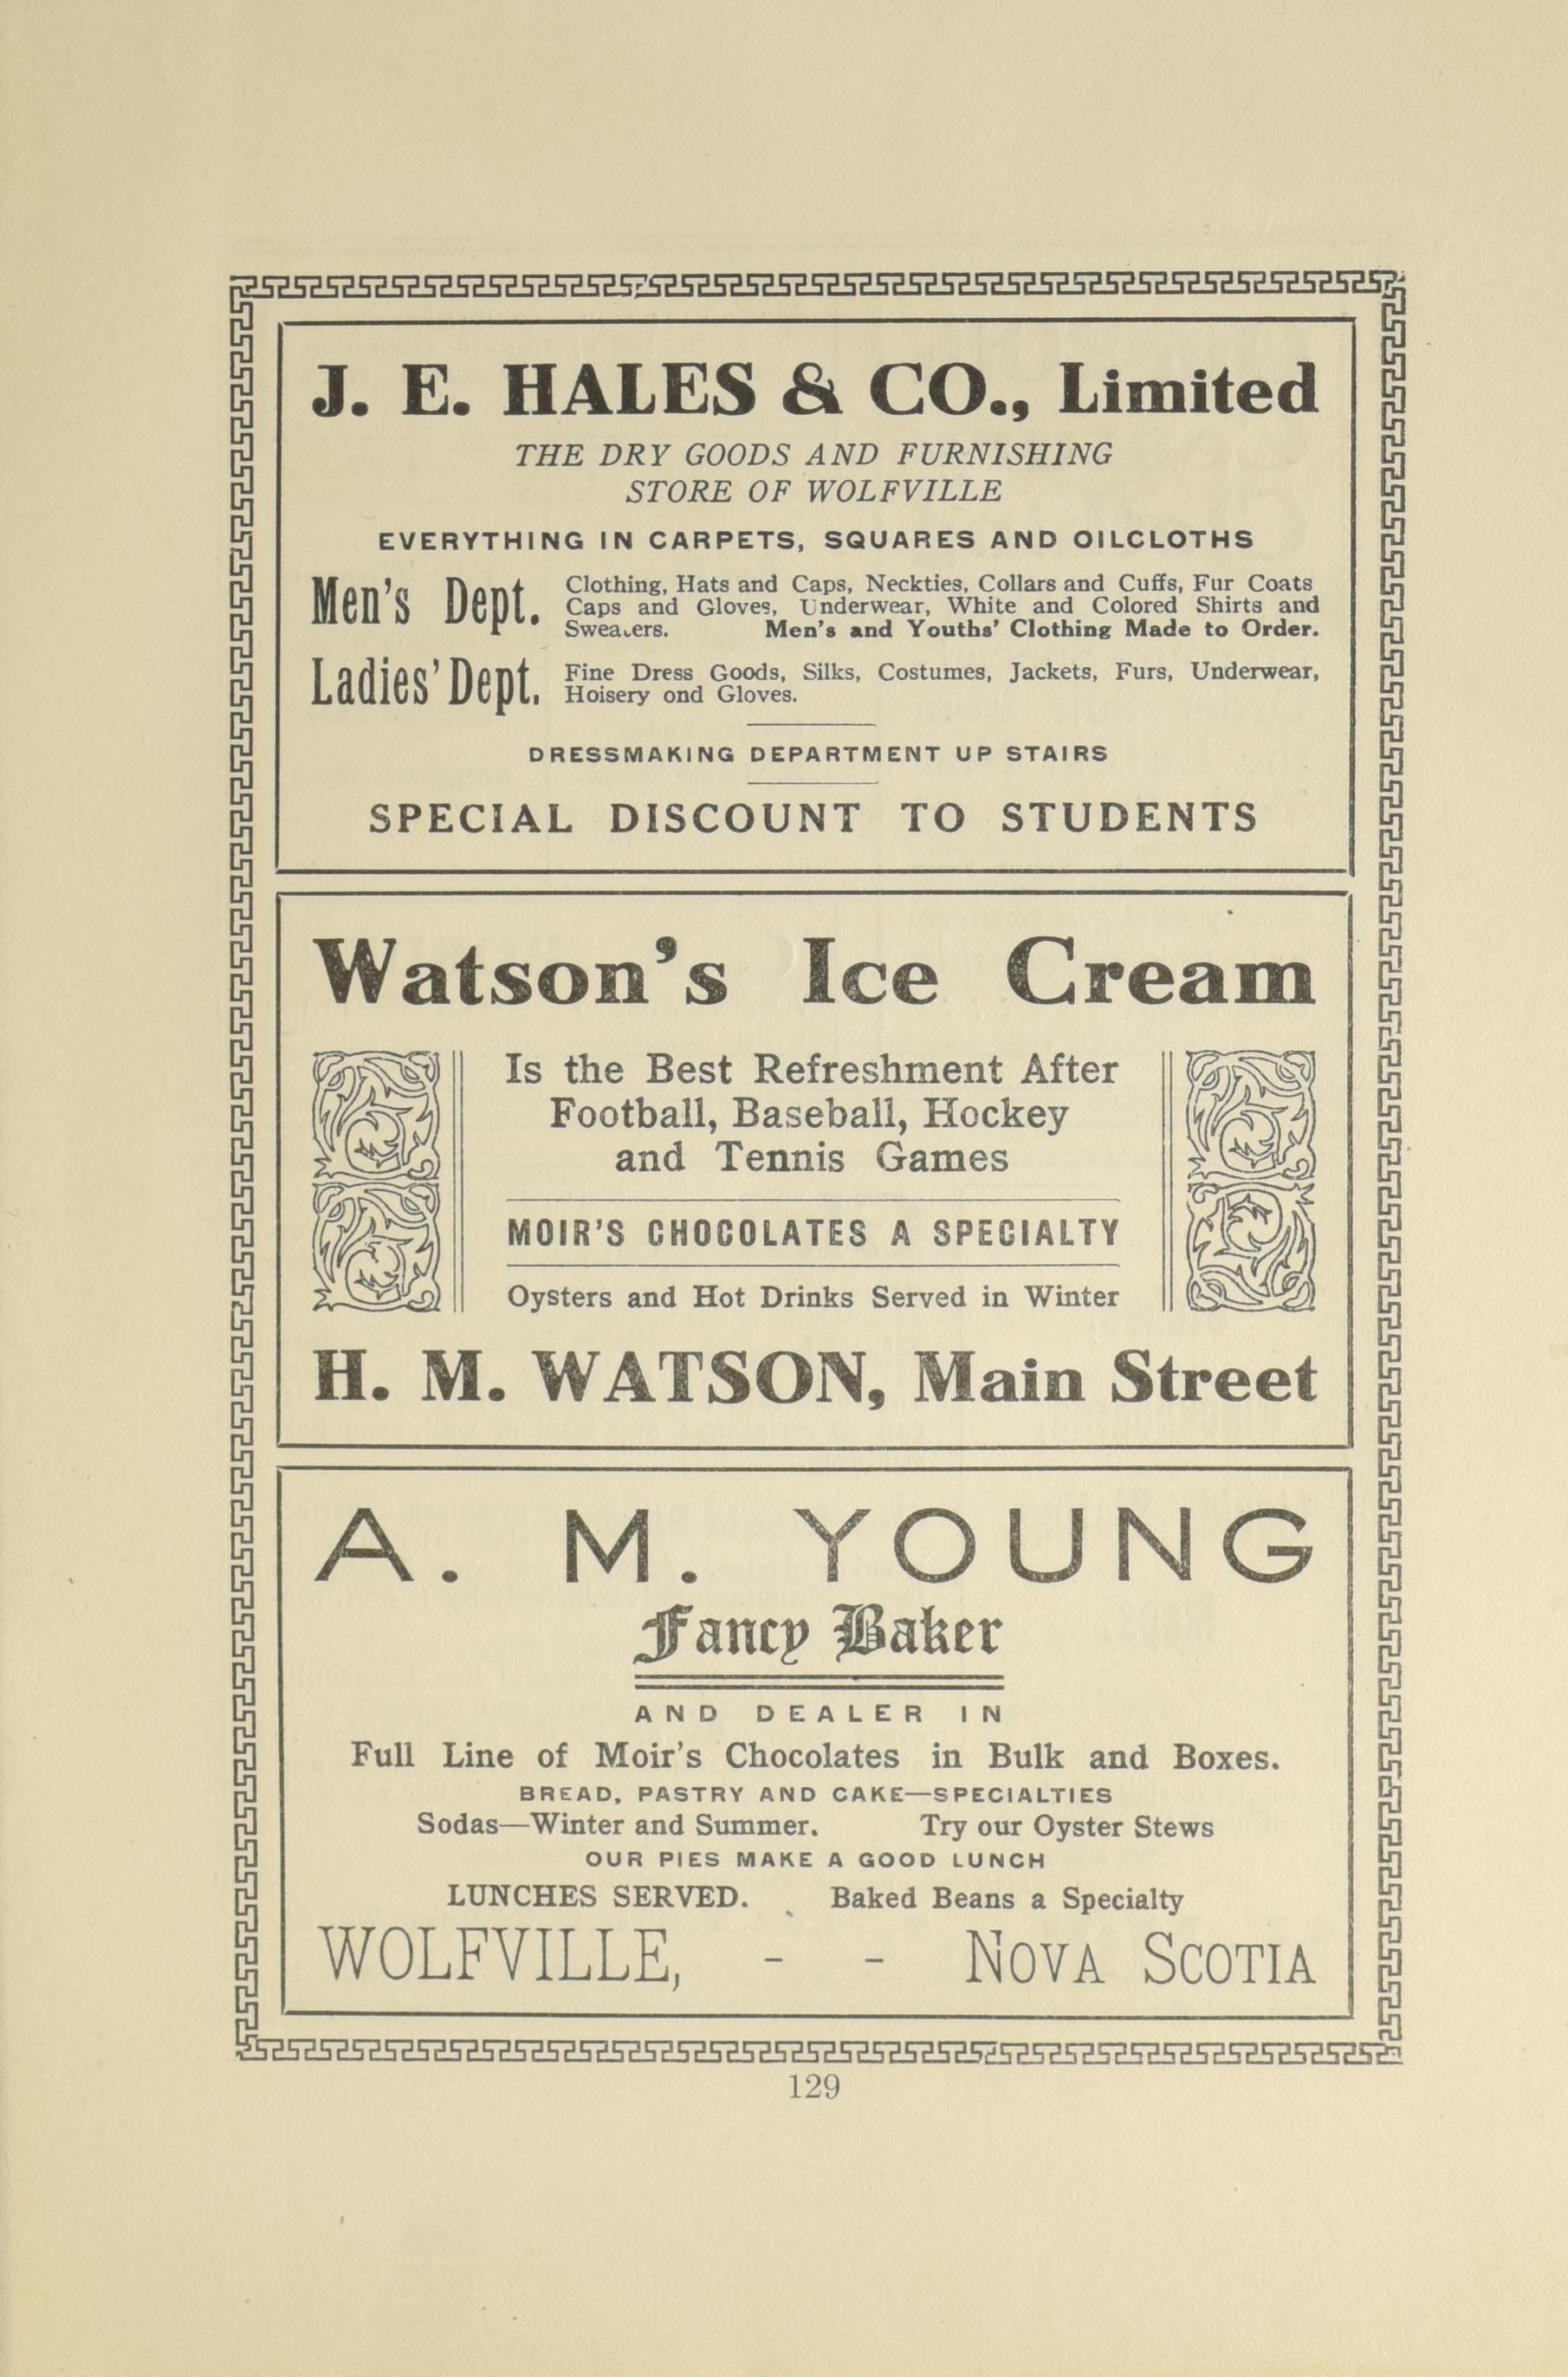 J. E. HALES & CO., Limited
THE DRY GOODS AND FURNISHING
STORE OF WOLFVILLE
EVERYTHING IN CARPETS, SQUARES AND OILCLOTHS
Men's Dept. Clothing, Hats and Caps, Neckties, Collars and Cuffs, Fur Coats
Caps and Gloves, Underwear, White and Colored Shirts and
Sweaters. Men's and Youths' Clothing Made to Order.
Ladies' Dept. Fine Dress Goods, Silks, Costumes, Jackets, Furs, Underwear,
Hoisery ond Gloves.
DRESSMAKING DEPARTMENT UP STAIRS
SPECIAL DISCOUNT TO STUDENTS
Watson's Ice Cream
Is the Best Refreshment After
Football, Baseball, Hockey
and Tennis Games
MOIR'S CHOCOLATES A SPECIALTY
Oysters and Hot Drinks Served in Winter
H. M. WATSON, Main Street
A. M. YOUNG
Fancy Baker
AND DEALER IN
Full Line of Moir's Chocolates in Bulk and Boxes.
BREAD, PASTRY AND CAKE—SPECIALTIES
Sodas—Winter and Summer. Try our Oyster Stews
OUR PIES MAKE A GOOD LUNCH
LUNCHES SERVED. Baked Beans a Specialty
WOLFVILLE, - - NOVA SCOTIA
129